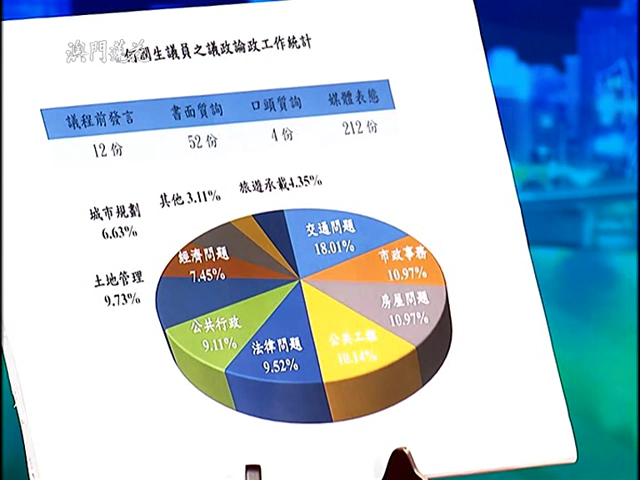 澳門蓮花
何潤生議員之議政論政工作統計
議程前發言 書面質詢 口頭質詢 媒體表態
12份 52份 4份 212份
城市規劃 6.63%
其他 3.11%
旅遊承載4.35%
交通問題 18.01%
市政事務 10.97%
房屋問題 10.97%
公共工程 10.14%
法律問題 9.52%
公共行政 9.11%
土地管理 9.73%
經濟問題 7.45%